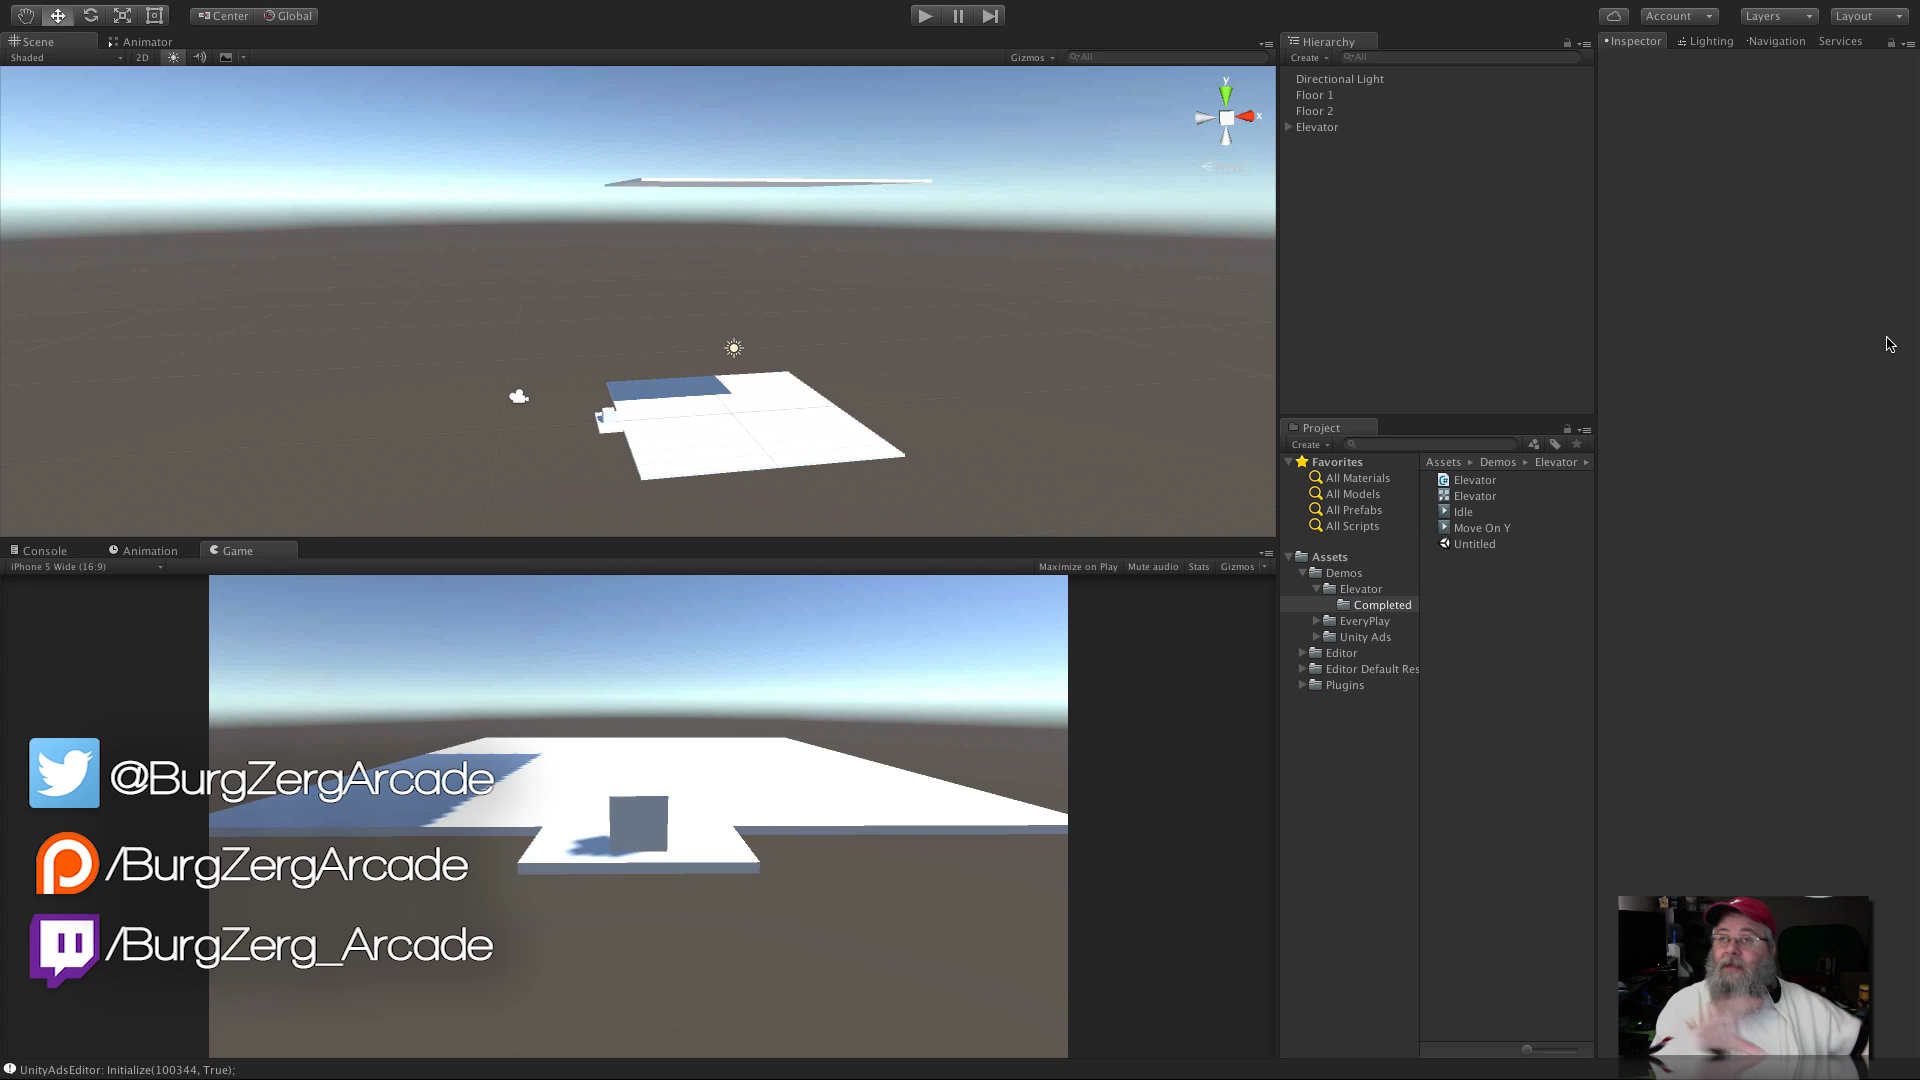 Center Global
Account Layers Layout
Scene Animator
Shaded 2D Gizmos All
y
x
Hierarchy
Create All
Directional Light
Floor 1
Floor 2
Elevator
Inspector Lighting Navigation Services
Project
Create
Favorites
All Materials
All Models
All Prefabs
All Scripts
Assets
Demos
Elevator
Completed
EveryPlay
Unity Ads
Editor
Editor Default Res
Plugins
Assets Demos Elevator
Elevator
Elevator
Idle
Move On Y
Untitled
Console Animation Game
iPhone 5 Wide (16:9) Maximize on Play Mute audio Stats Gizmos
@BurgZergArcade
/BurgZergArcade
/BurgZerg_Arcade
UnityAdsEditor: Initialize(100344, True);